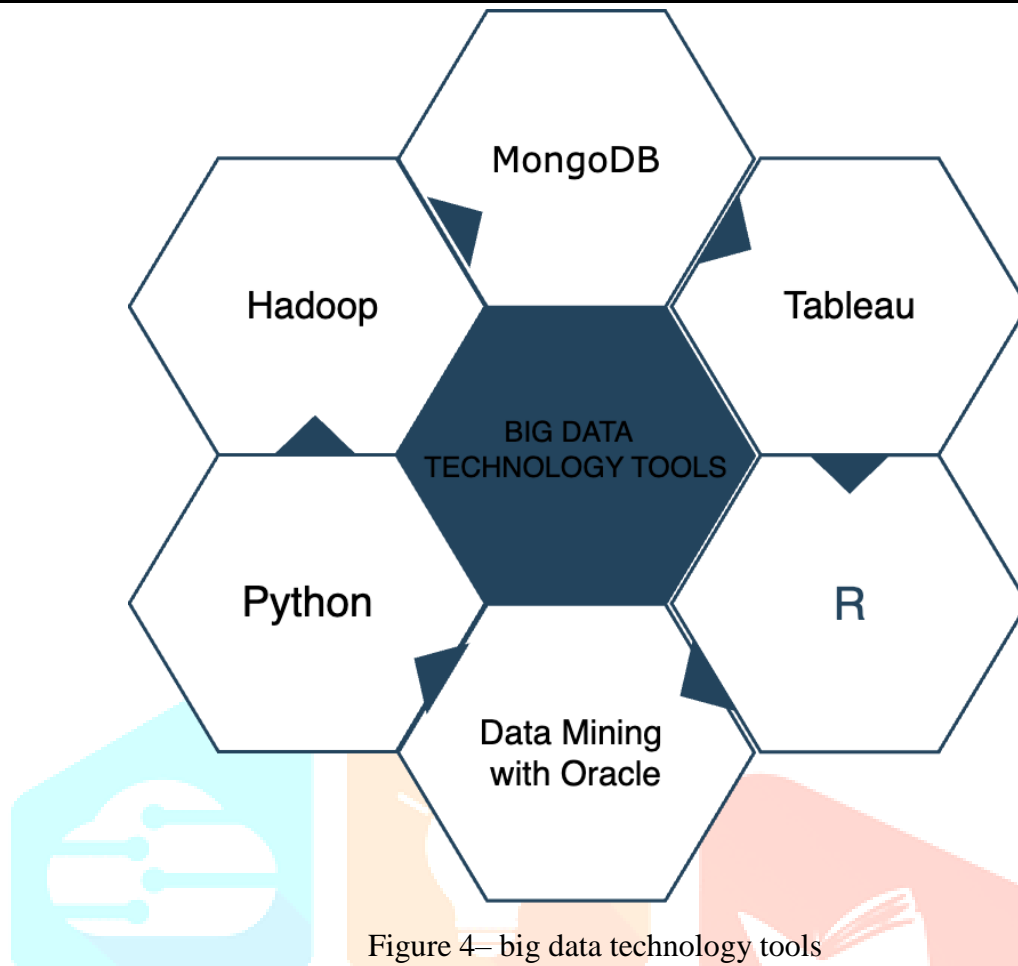 MongoDB
Hadoop
Tableau
BIG DATA
TECHNOLOGY TOOLS
Python
R
Data Mining
with Oracle
Figure 4– big data technology tools